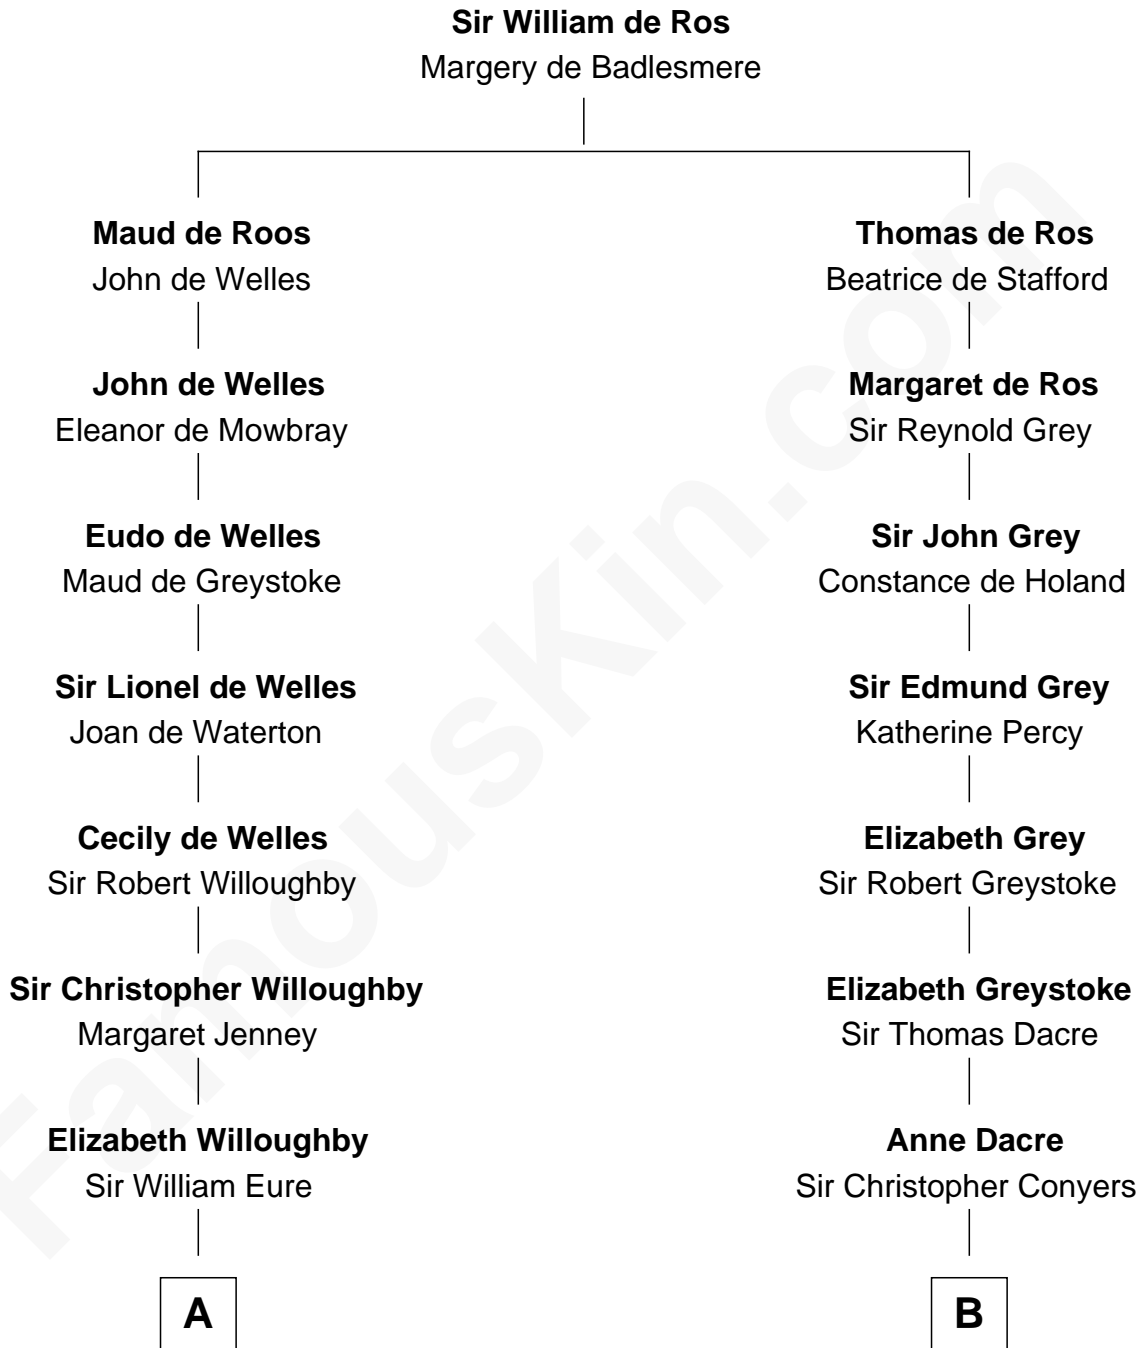 Sir William de Ros
Margery de Badlesmere
Maud de Roos
John de Welles
Thomas de Ros
Beatrice de Stafford
John de Welles
Eleanor de Mowbray
Margaret de Ros
Sir Reynold Grey
Eudo de Welles
Maud de Greystoke
Sir John Grey
Constance de Holand
Sir Lionel de Welles
Joan de Waterton
Sir Edmund Grey
Katherine Percy
Cecily de Welles
Sir Robert Willoughby
Elizabeth Grey
Sir Robert Greystoke
Sir Christopher Willoughby
Margaret Jenney
Elizabeth Greystoke
Sir Thomas Dacre
Elizabeth Willoughby
Sir William Eure
Anne Dacre
Sir Christopher Conyers
A
B
FamousKin.com